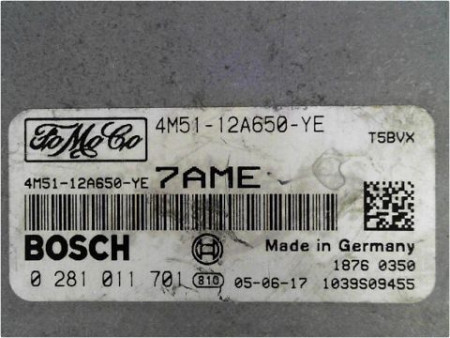 FoMoCo 4M51-12A650-YE T5BVX
4M51-12A650-YE 7AME
BOSCH Made in Germany
1876 0350
0 281 011 701 810 05-06-17 1039S09455